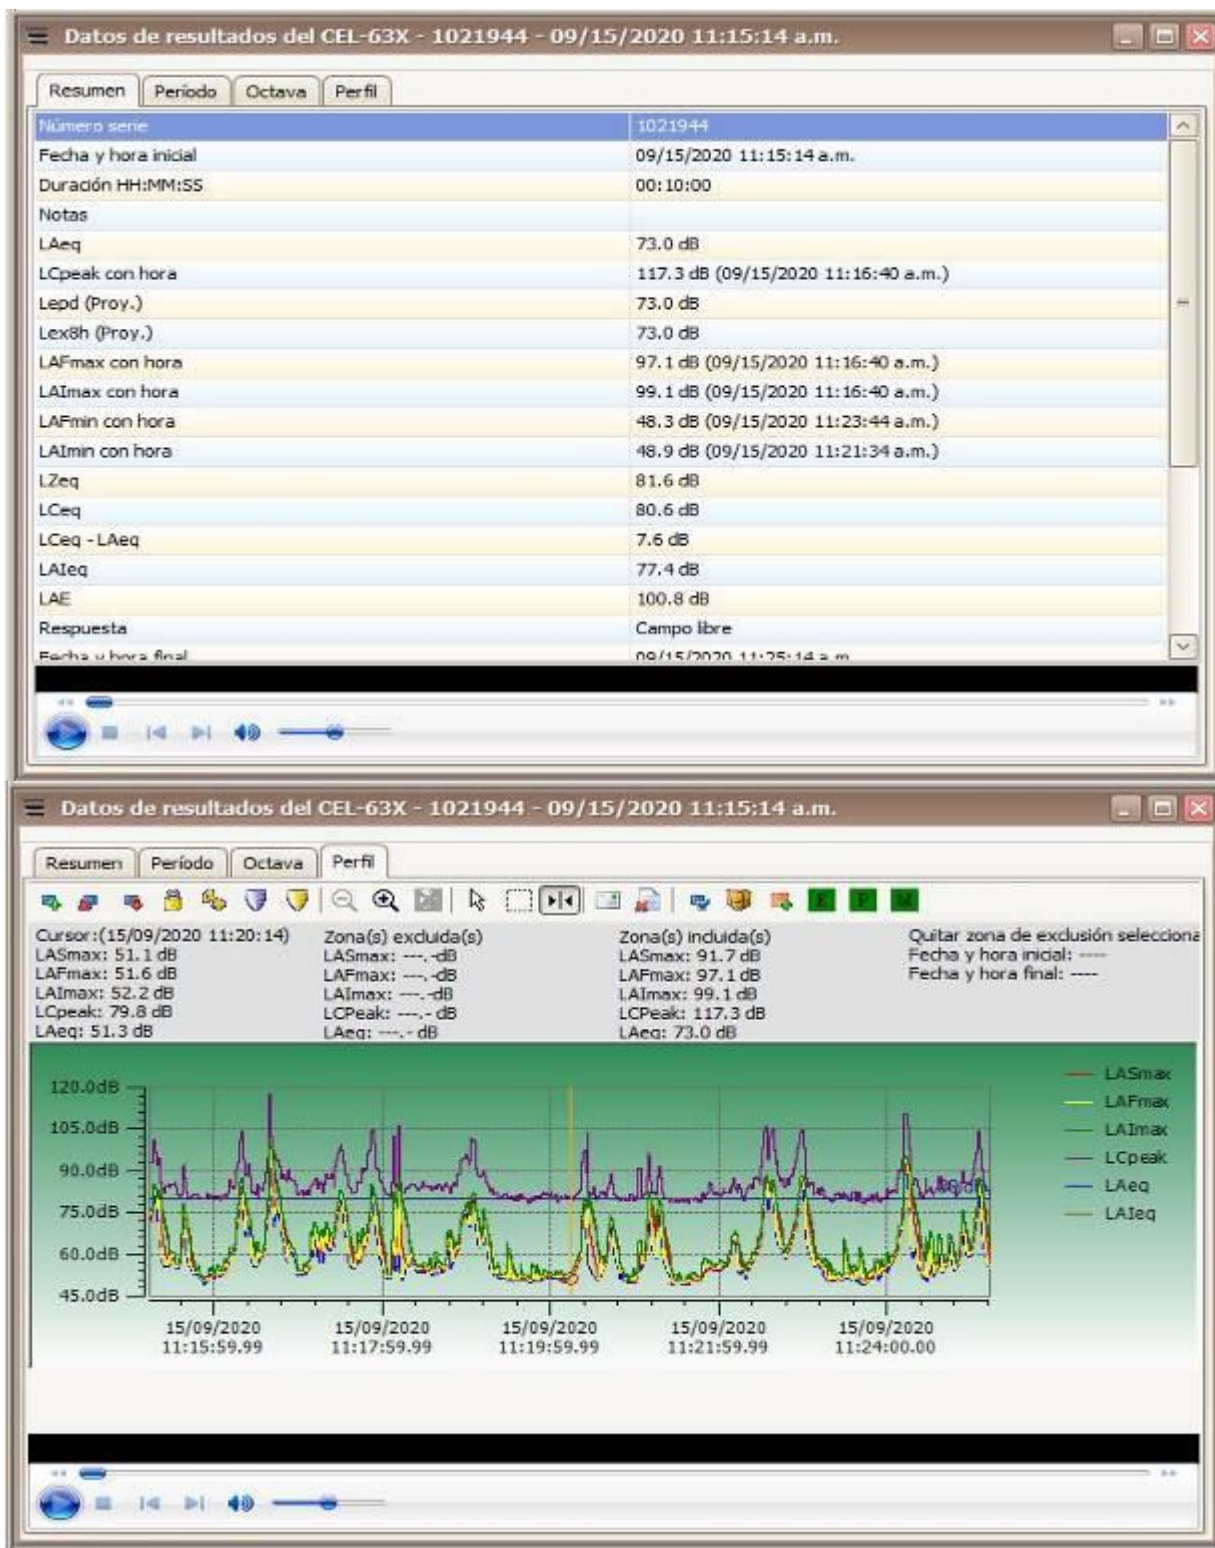 Datos de resultados del CEL-63X - 1021944 - 09/15/2020 11:15:14 a.m.
Resumen Período Octava Perfil
Número serie 1021944
Fecha y hora inicial 09/15/2020 11:15:14 a.m.
Duración HH:MM:SS 00:10:00
Notas
LAeq 73.0 dB
LCpeak con hora 117.3 dB (09/15/2020 11:16:40 a.m.)
Lepd (Proy.) 73.0 dB
Lex8h (Proy.) 73.0 dB
LAFmax con hora 97.1 dB (09/15/2020 11:16:40 a.m.)
LAImax con hora 99.1 dB (09/15/2020 11:16:40 a.m.)
LAFmin con hora 48.3 dB (09/15/2020 11:23:44 a.m.)
LAImin con hora 48.9 dB (09/15/2020 11:21:34 a.m.)
LZeq 81.6 dB
LCeq 80.6 dB
LCeq - LAeq 7.6 dB
LAIeq 77.4 dB
LAE 100.8 dB
Respuesta Campo libre
Fecha y hora final 09/15/2020 11:25:14 a.m.
Datos de resultados del CEL-63X - 1021944 - 09/15/2020 11:15:14 a.m.
Resumen Período Octava Perfil
E P M
Cursor:(15/09/2020 11:20:14) Zona(s) excluida(s) Zona(s) incluida(s) Quitar zona de exclusión selecciona
LASmax: 51.1 dB LASmax: ---.-dB LASmax: 91.7 dB Fecha y hora inicial: ----
LAFmax: 51.6 dB LAFmax: ---.-dB LAFmax: 97.1 dB Fecha y hora final: ----
LAImax: 52.2 dB LAImax: ---.-dB LAImax: 99.1 dB
LCpeak: 79.8 dB LCPeak: ---.- dB LCPeak: 117.3 dB
LAeq: 51.3 dB LAeq: ---.- dB LAeq: 73.0 dB
120.0dB
105.0dB
90.0dB
75.0dB
60.0dB
45.0dB
LASmax
LAFmax
LAImax
LCpeak
LAeq
LAIeq
15/09/2020 15/09/2020 15/09/2020 15/09/2020 15/09/2020
11:15:59.99 11:17:59.99 11:19:59.99 11:21:59.99 11:24:00.00